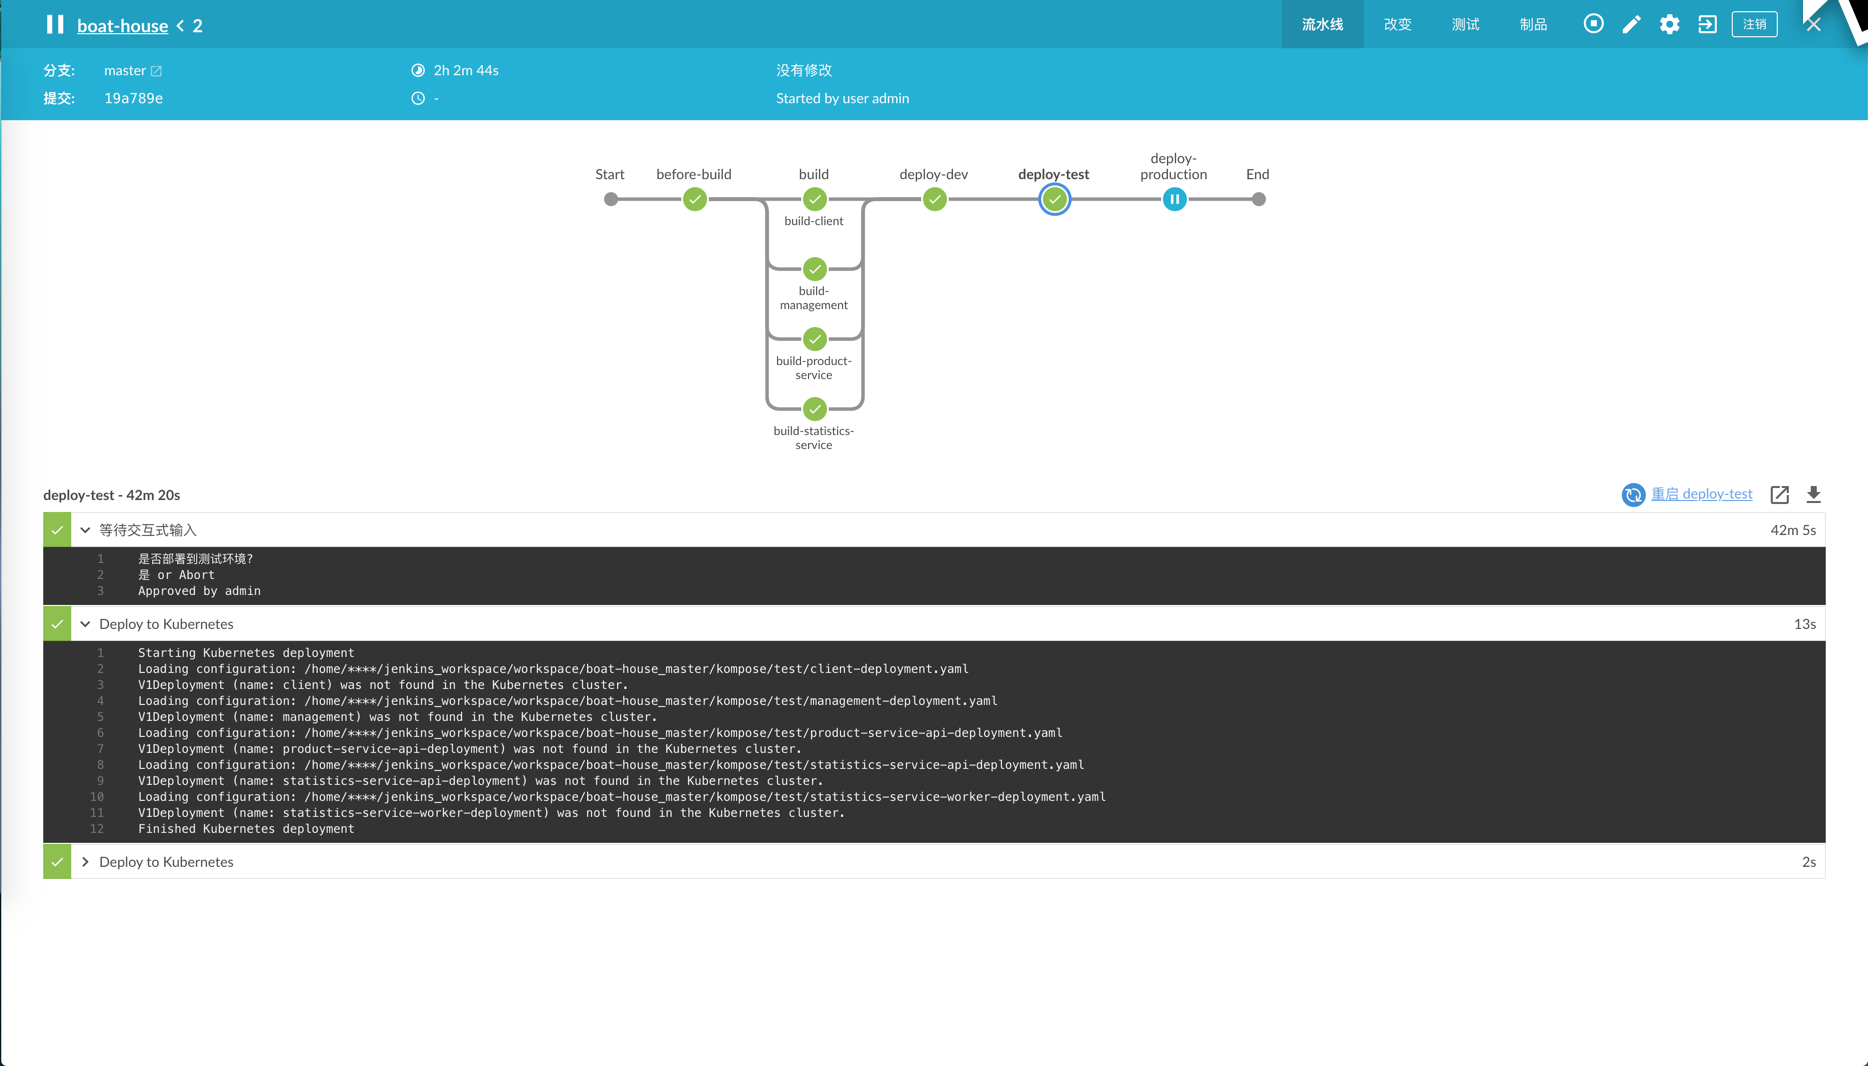 boat-house < 2
流水线 改变 测试 制品 注销
分支: master 2h 2m 44s 没有修改
提交: 19a789e - Started by user admin
Start before-build build deploy-dev deploy-test deploy-
production End
build-client
build-
management
build-product-
service
build-statistics-
service
deploy-test - 42m 20s 重启 deploy-test
等待交互式输入 42m 5s
1 是否部署到测试环境?
2 是 or Abort
3 Approved by admin
Deploy to Kubernetes 13s
1 Starting Kubernetes deployment
2 Loading configuration: /home/****/jenkins_workspace/workspace/boat-house_master/kompose/test/client-deployment.yaml
3 V1Deployment (name: client) was not found in the Kubernetes cluster.
4 Loading configuration: /home/****/jenkins_workspace/workspace/boat-house_master/kompose/test/management-deployment.yaml
5 V1Deployment (name: management) was not found in the Kubernetes cluster.
6 Loading configuration: /home/****/jenkins_workspace/workspace/boat-house_master/kompose/test/product-service-api-deployment.yaml
7 V1Deployment (name: product-service-api-deployment) was not found in the Kubernetes cluster.
8 Loading configuration: /home/****/jenkins_workspace/workspace/boat-house_master/kompose/test/statistics-service-api-deployment.yaml
9 V1Deployment (name: statistics-service-api-deployment) was not found in the Kubernetes cluster.
10 Loading configuration: /home/****/jenkins_workspace/workspace/boat-house_master/kompose/test/statistics-service-worker-deployment.yaml
11 V1Deployment (name: statistics-service-worker-deployment) was not found in the Kubernetes cluster.
12 Finished Kubernetes deployment
Deploy to Kubernetes 2s